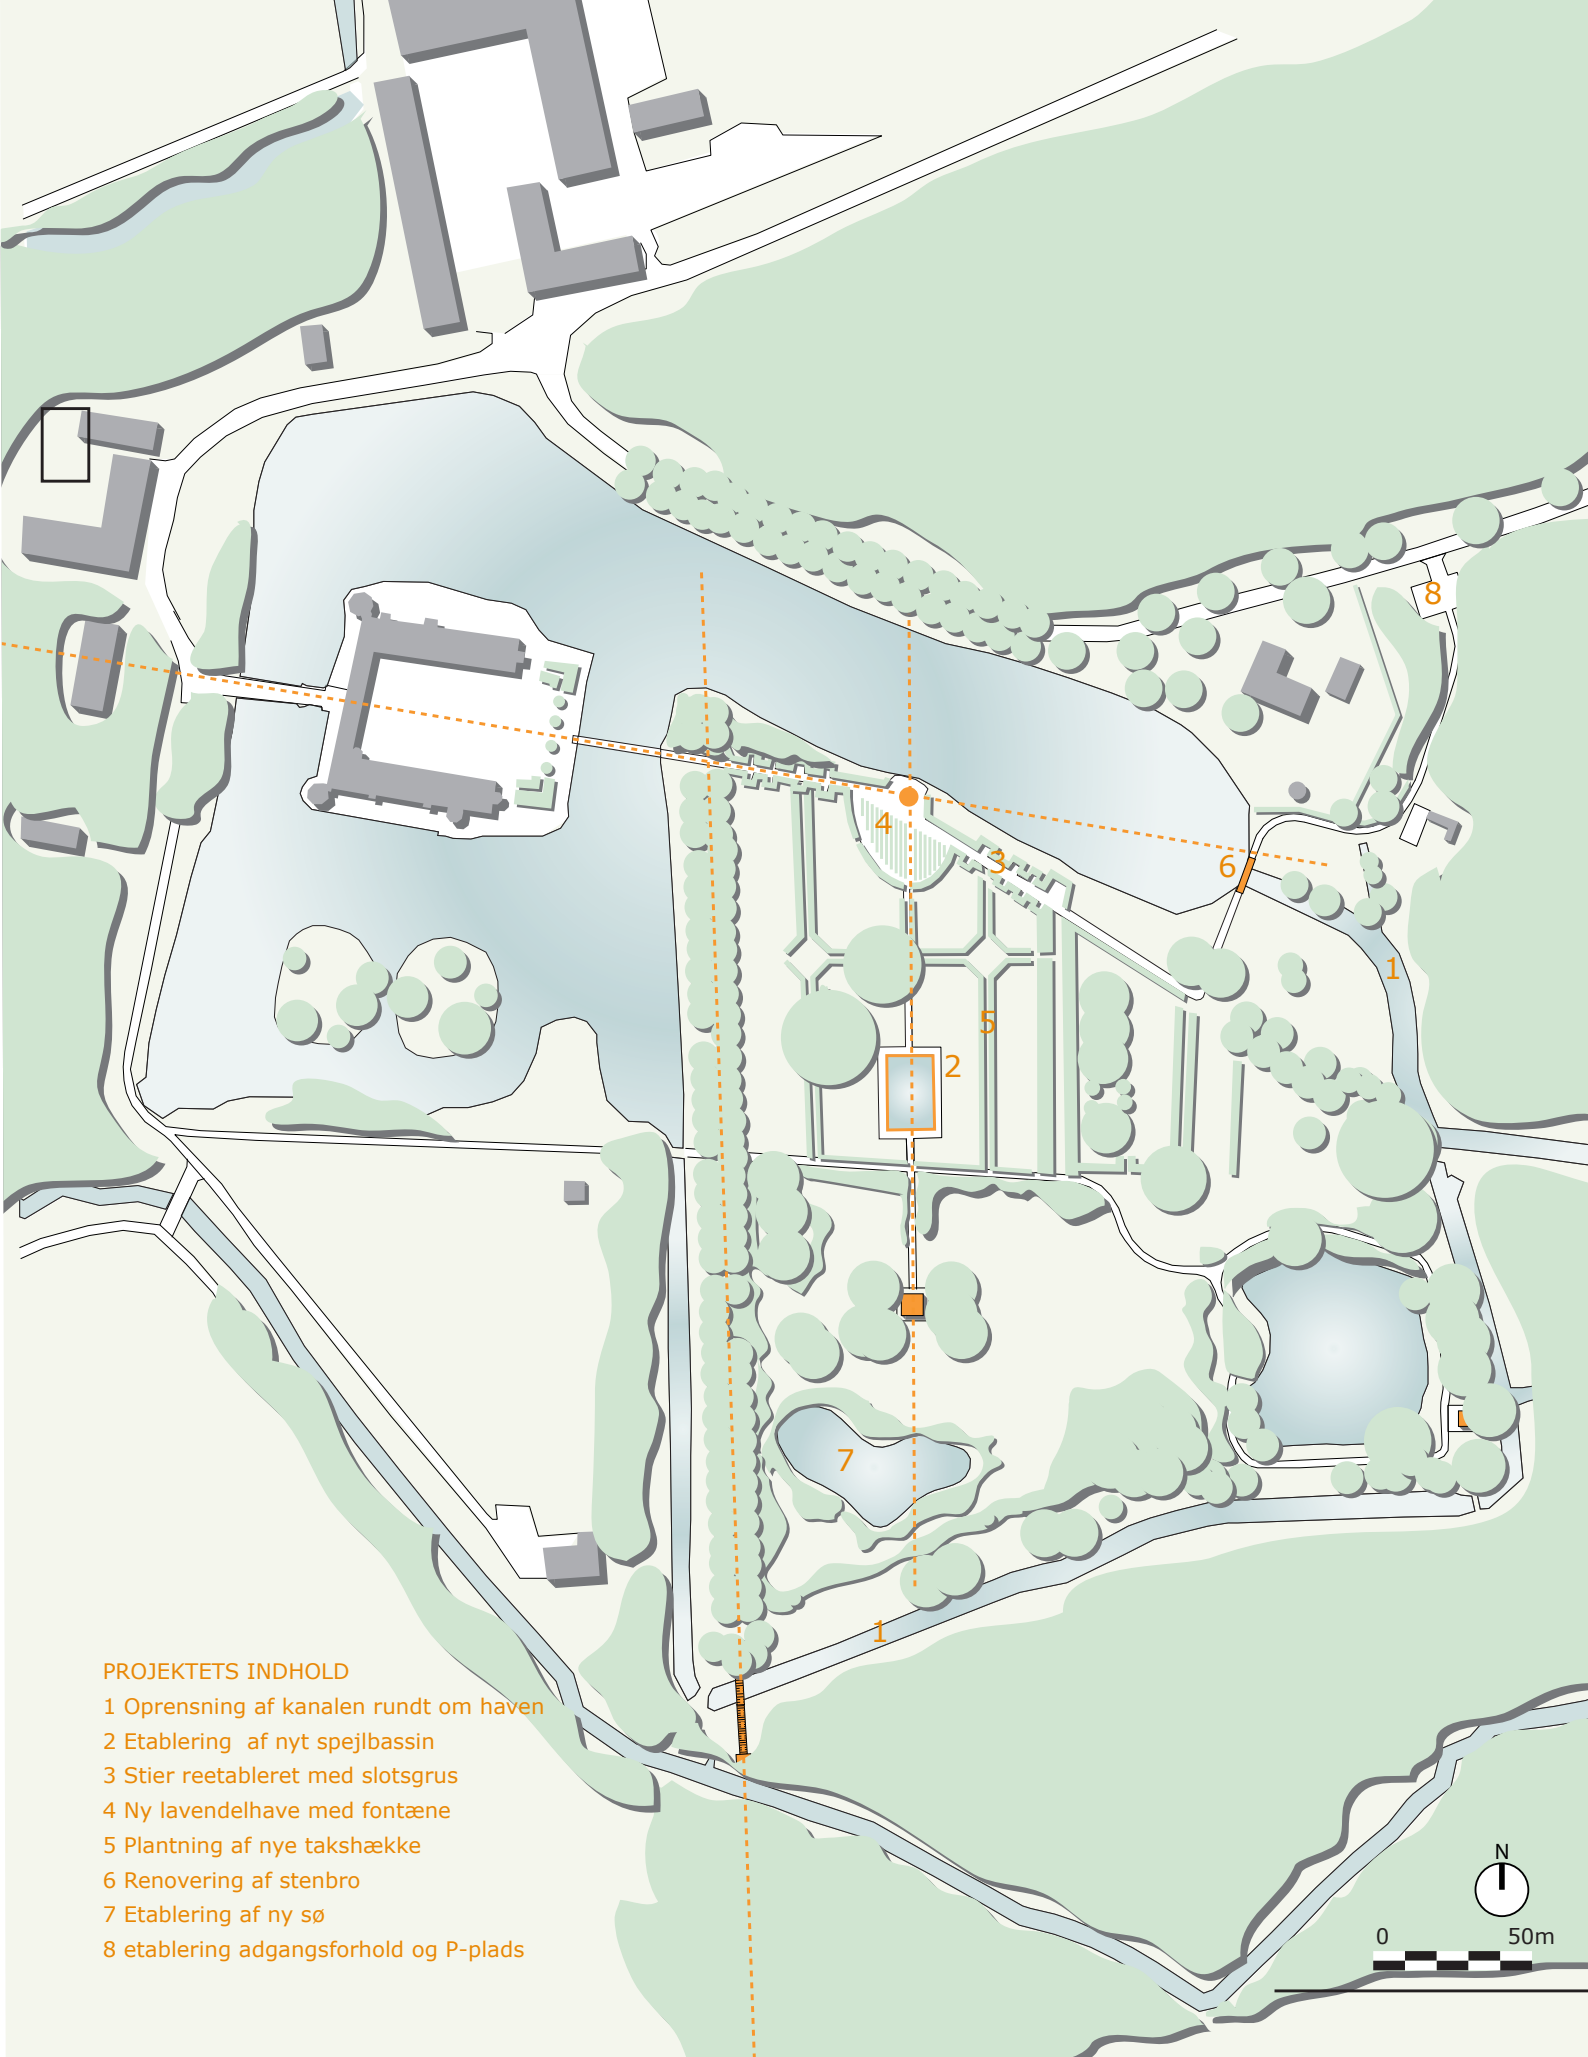 8
4
3
6
1
5
2
7
1
PROJEKTETS INDHOLD
1 Oprensning af kanalen rundt om haven
2 Etablering  af nyt spejlbassin
3 Stier reetableret med slotsgrus
4 Ny lavendelhave med fontæne
5 Plantning af nye takshække
6 Renovering af stenbro
7 Etablering af ny sø
8 etablering adgangsforhold og P-plads
N
0 50m